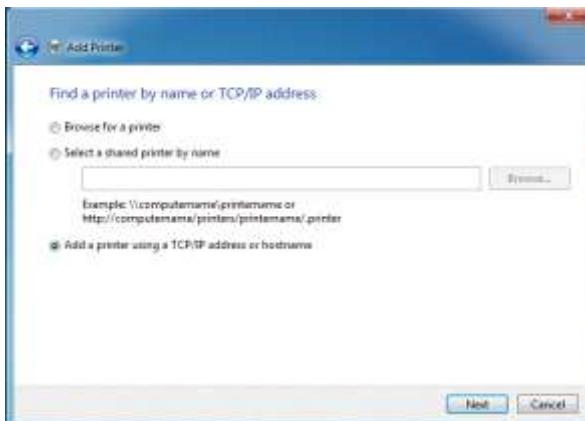 Add Printer
Find a printer by name or TCP/IP address
Browse for a printer
Select a shared printer by name
Browse...
Example: \\computername\printername or
http://computername/printers/printername/.printer
Add a printer using a TCP/IP address or hostname
Next Cancel